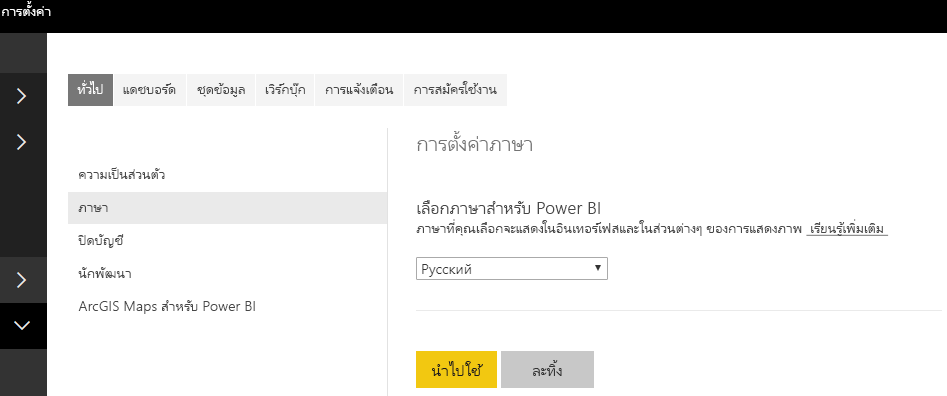 การตั้งค่า
ทั่วไป แดชบอร์ด ชุดข้อมูล เวิร์กบุ๊ก การแจ้งเตือน การสมัครใช้งาน
การตั้งค่าภาษา
ความเป็นส่วนตัว
ภาษา
ปิดบัญชี
นักพัฒนา
ArcGIS Maps สำหรับ Power BI
เลือกภาษาสำหรับ Power BI
ภาษาที่คุณเลือกจะแสดงในอินเทอร์เฟสและในส่วนต่างๆ ของการแสดงภาพ เรียนรู้เพิ่มเติม
Русский
นำไปใช้ ละทิ้ง